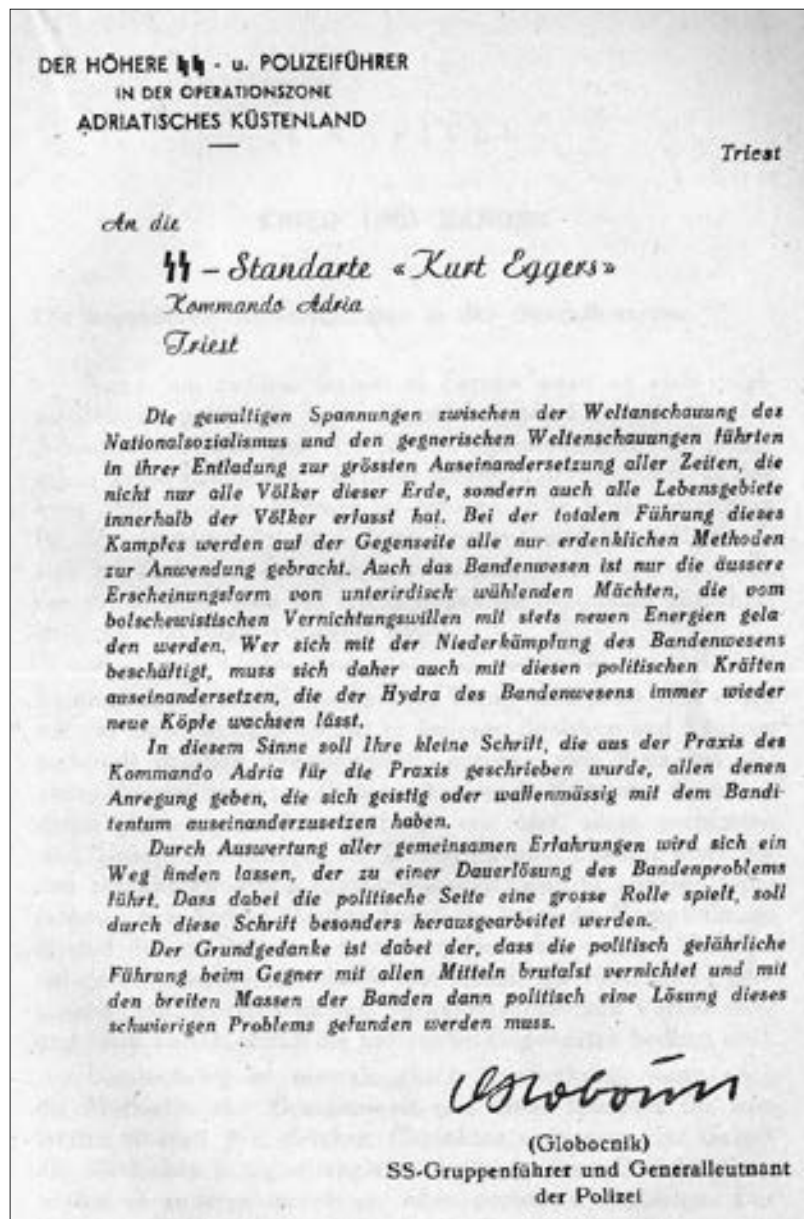 DER HÖHERE SS - u. POLIZEIFÜHRER
IN DER OPERATIONSZONE
ADRIATISCHES KÜSTENLAND
Triest
An die
SS - Standarte «Kurt Eggers»
Kommando Adria
Triest
Die gewaltigen Spannungen zwischen der Weltanschauung des
Nationalsozialismus und den gegnerischen Weltenschauungen führten
in ihrer Entladung zur grössten Auseinandersetzung aller Zeiten, die
nicht nur alle Völker dieser Erde, sondern auch alle Lebensgebiete
innerhalb der Völker erfasst hat. Bei der totalen Führung dieses
Kampfes werden auf der Gegenseite alle nur erdenklichen Methoden
zur Anwendung gebracht. Auch das Bandenwesen ist nur die äussere
Erscheinungsform von unterirdisch wühlenden Mächten, die vom
bolschewistischen Vernichtungswillen mit stets neuen Energien gela-
den werden. Wer sich mit der Niederkämpfung des Bandenwesens
beschäftigt, muss sich daher auch mit diesen politischen Kräften
auseinandersetzen, die der Hydra des Bandenwesens immer wieder
neue Köpfe wachsen lässt.
In diesem Sinne soll Ihre kleine Schrift, die aus der Praxis des
Kommando Adria für die Praxis geschrieben wurde, allen denen
Anregung geben, die sich geistig oder waffenmässig mit dem Bandi-
tentum auseinanderzusetzen haben.
Durch Auswertung aller gemeinsamen Erfahrungen wird sich ein
Weg finden lassen, der zu einer Dauerlösung des Bandenproblems
führt. Dass dabei die politische Seite eine grosse Rolle spielt, soll
durch diese Schrift besonders herausgearbeitet werden.
Der Grundgedanke ist dabei der, dass die politisch gefährliche
Führung beim Gegner mit allen Mitteln brutalst vernichtet und mit
den breiten Massen der Banden dann politisch eine Lösung dieses
schwierigen Problems gefunden werden muss.
Globocnik
(Globocnik)
SS-Gruppenführer und Generalleutnant
der Polizei